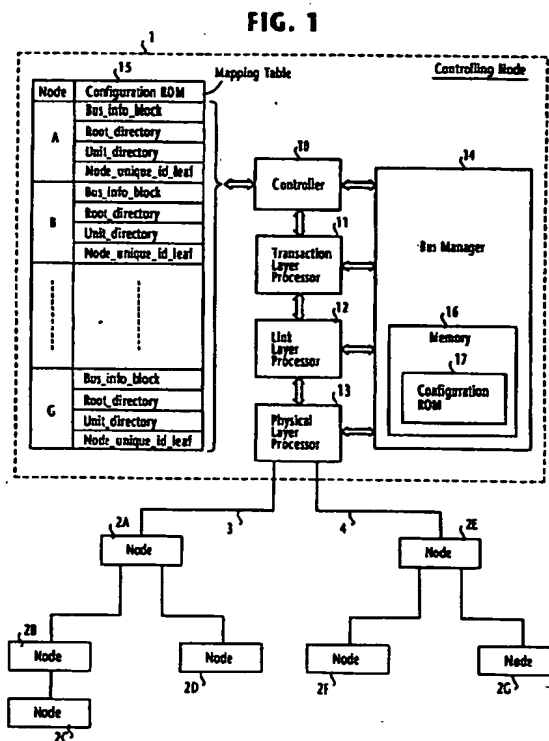 FIG. 1
1
15
Mapping Table
Controlling Node
Node
Configuration ROM
A
Bus_info_block
Root_directory
Unit_directory
Node_unique_id_leaf
B
Bus_info_block
Root_directory
Unit_directory
Node_unique_id_leaf
G
Bus_info_block
Root_directory
Unit_directory
Node_unique_id_leaf
10
Controller
11
Transaction
Layer
Processor
12
Link
Layer
Processor
13
Physical
Layer
Processor
14
Bus Manager
16
Memory
17
Configuration
ROM
3
4
2A
Node
2E
Node
2B
Node
2D
Node
2F
Node
2G
Node
2C
Node